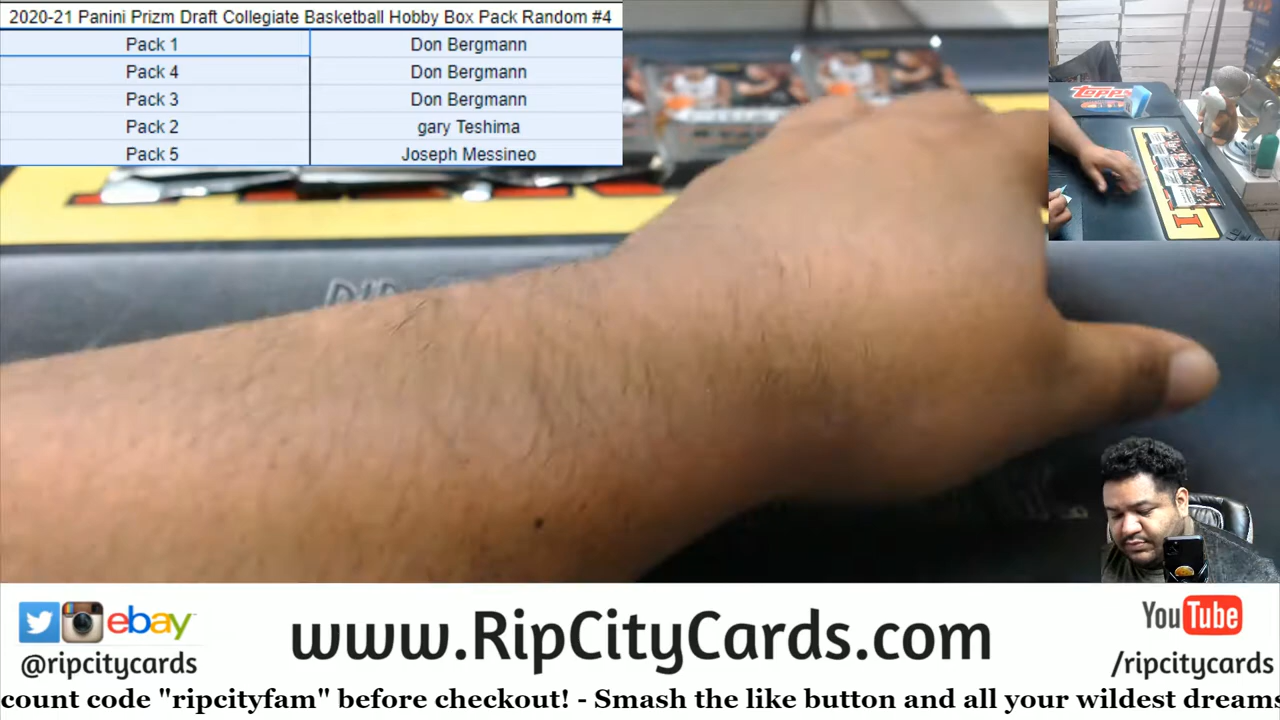 2020-21 Panini Prizm Draft Collegiate Basketball Hobby Box Pack Random #4
Pack 1 Don Bergmann
Pack 4 Don Bergmann
Pack 3 Don Bergmann
Pack 2 gary Teshima
Pack 5 Joseph Messineo
Topps
ebay
@ripcitycards
www.RipCityCards.com
YouTube
/ripcitycards
count code "ripcityfam" before checkout! - Smash the like button and all your wildest dreams